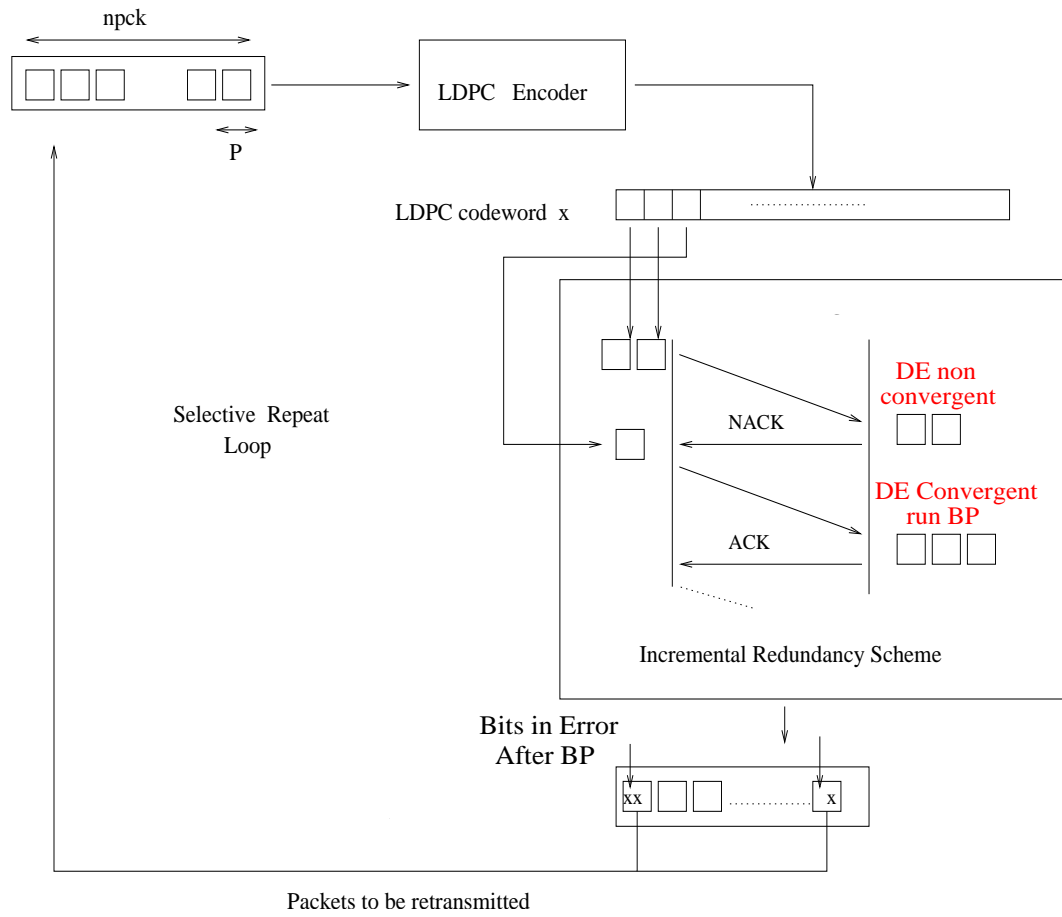 npck
LDPC Encoder
P
LDPC codeword x
DE non
convergent
NACK
Selective Repeat
Loop
DE Convergent
run BP
ACK
Incremental Redundancy Scheme
Bits in Error
After BP
xx
x
Packets to be retransmitted